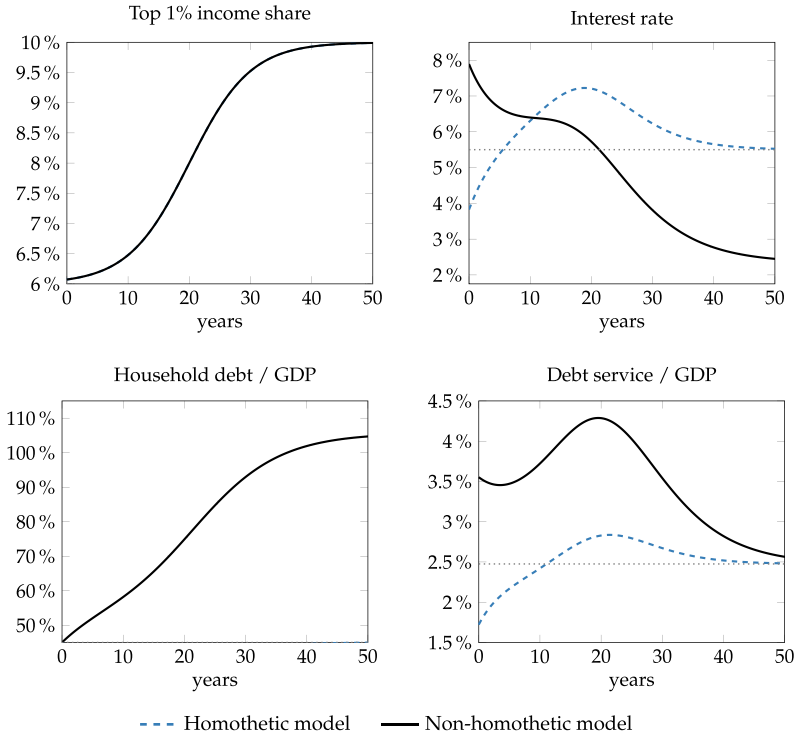 Top 1% income share
10 %
9.5 %
9 %
8.5 %
8 %
7.5 %
7 %
6.5 %
6 %
0 10 20 30 40 50
years
Interest rate
8 %
7 %
6 %
5 %
4 %
3 %
2 %
0 10 20 30 40 50
years
Household debt / GDP
110 %
100 %
90 %
80 %
70 %
60 %
50 %
0 10 20 30 40 50
years
Debt service / GDP
4.5 %
4 %
3.5 %
3 %
2.5 %
2 %
1.5 %
0 10 20 30 40 50
years
Homothetic model Non-homothetic model